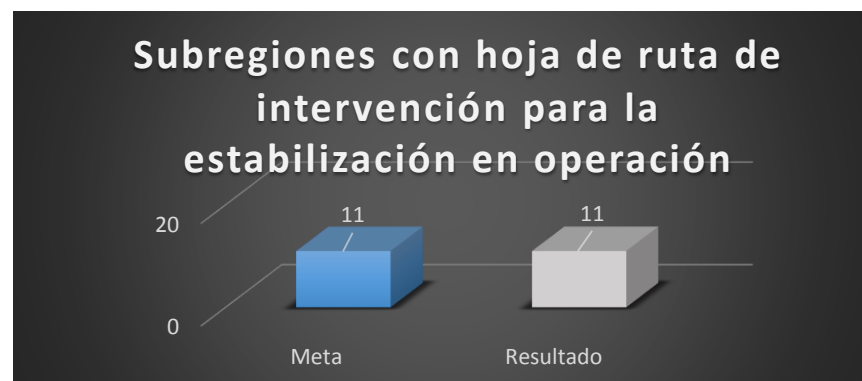 Subregiones con hoja de ruta de
intervención para la
estabilización en operación
20
0
11
11
Meta
Resultado